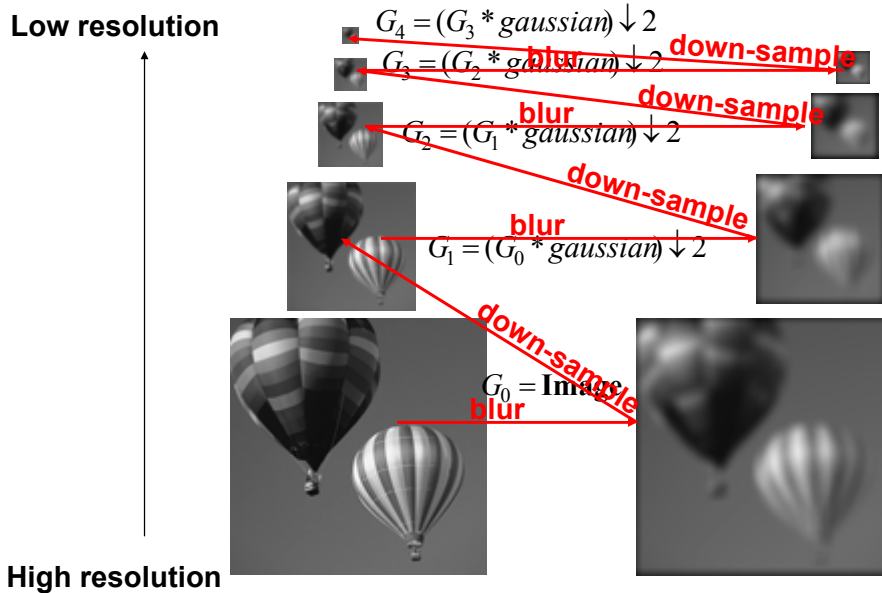 Low resolution
G₄ = (G₃ * gaussian) ↓ 2
down-sample
G₃ = (G₂ * gaussian) ↓ 2
blur
down-sample
blur
G₂ = (G₁ * gaussian) ↓ 2
down-sample
blur
G₁ = (G₀ * gaussian) ↓ 2
down-sample
G₀ = Image
blur
High resolution